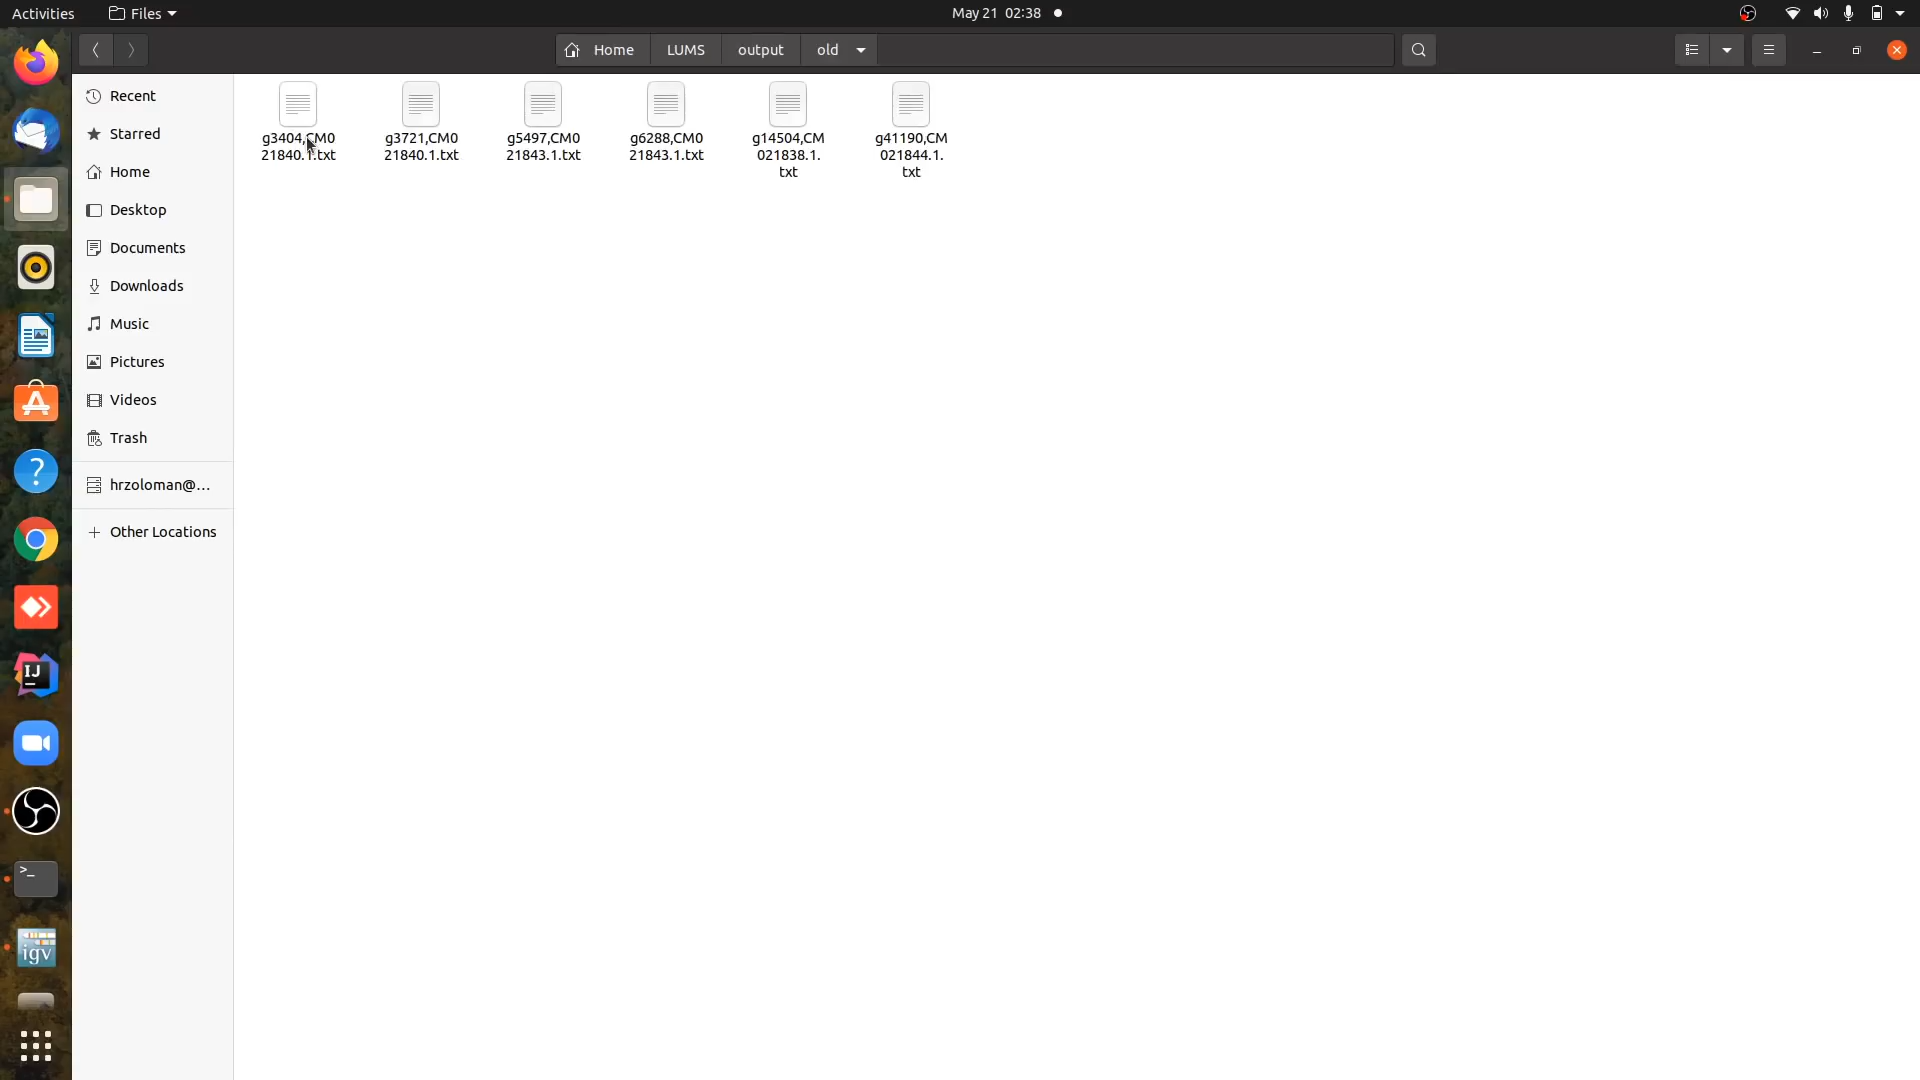 Activities
Files
May 21 02:38
Home
LUMS
output
old
Recent
Starred
Home
Desktop
Documents
Downloads
Music
Pictures
Videos
Trash
hrzoloman@...
Other Locations
g3404,CM0
21840.1.txt
g3721,CM0
21840.1.txt
g5497,CM0
21843.1.txt
g6288,CM0
21843.1.txt
g14504,CM
021838.1.
txt
g41190,CM
021844.1.
txt
IJ
>_
igv